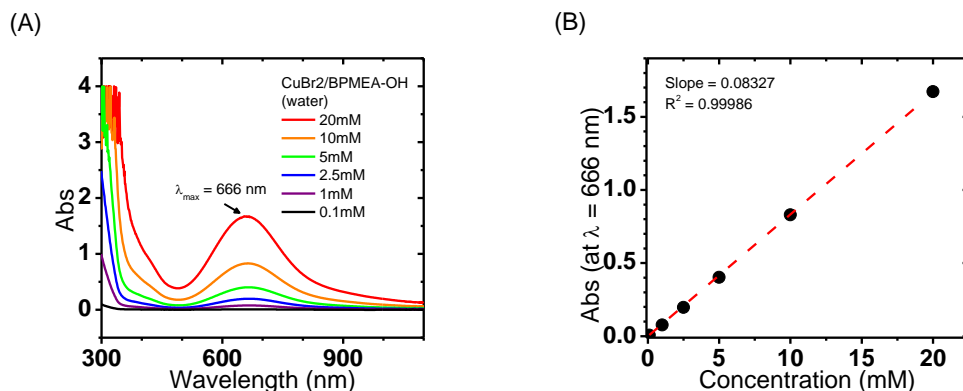 (A)
(B)
CuBr2/BPMEA-OH
(water)
20mM
10mM
5mM
2.5mM
1mM
0.1mM
λmax = 666 nm
4
3
2
1
0
Abs
300
600
900
Wavelength (nm)
Slope = 0.08327
R² = 0.99986
1.5
1.0
0.5
0.0
Abs (at λ = 666 nm)
0
5
10
15
20
Concentration (mM)